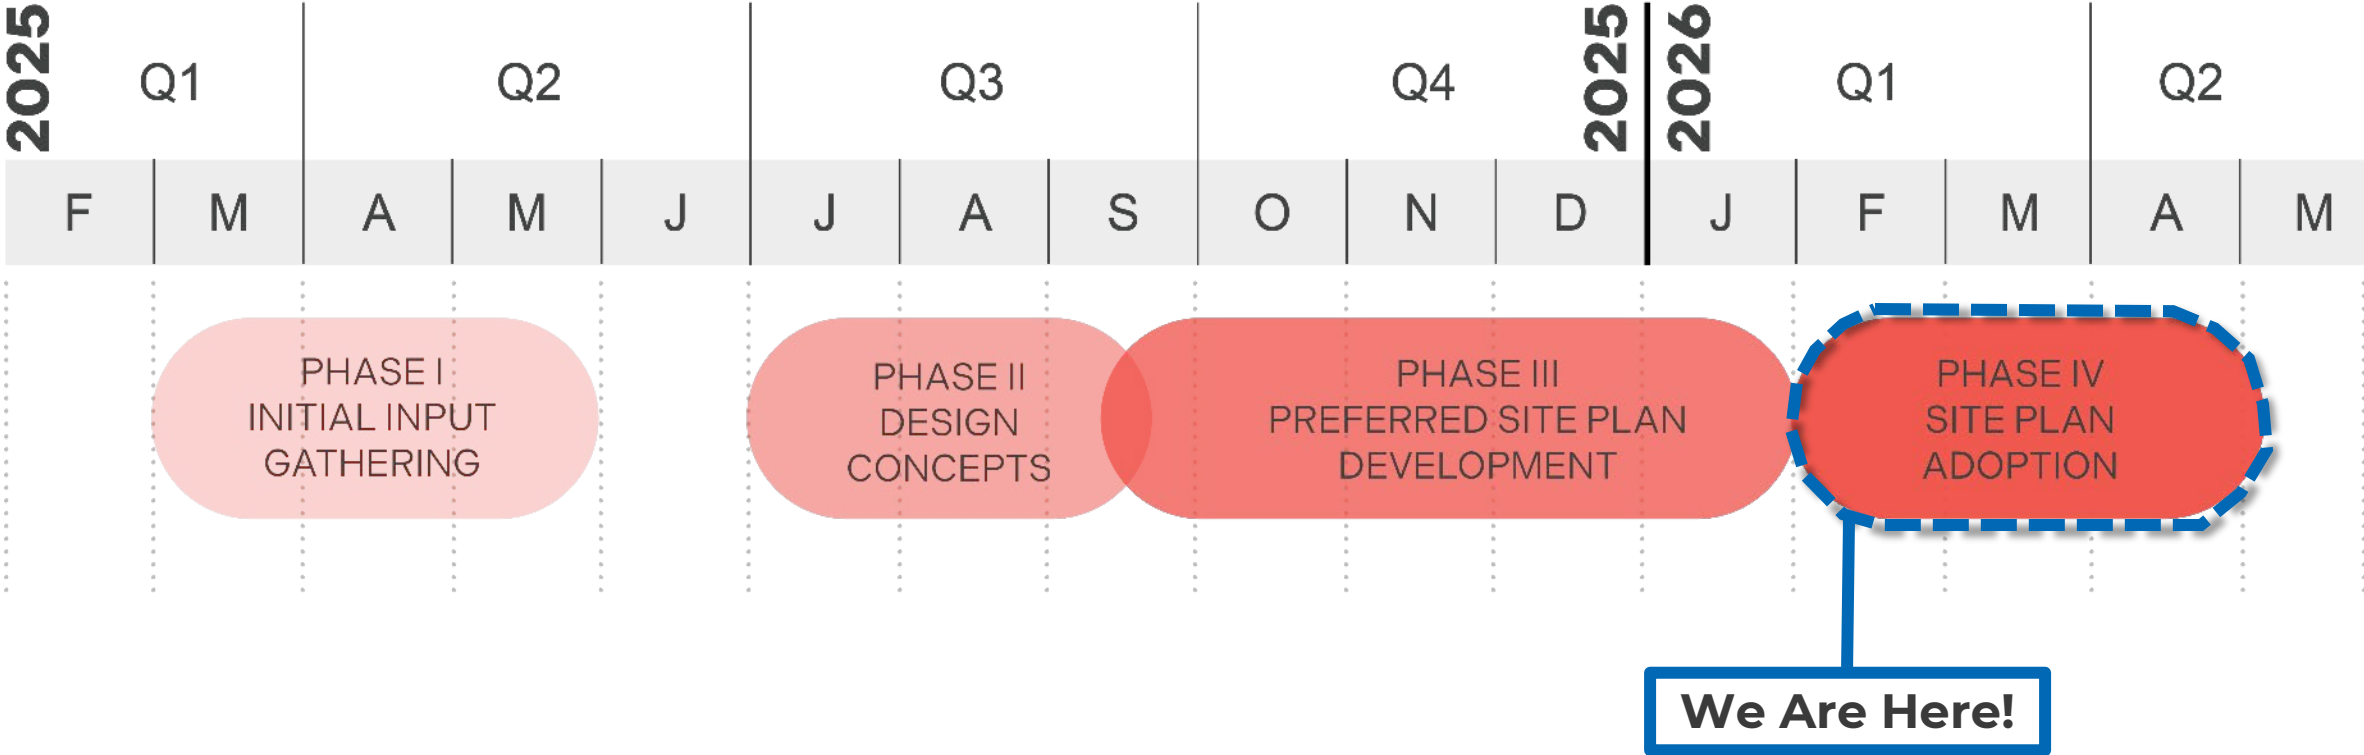 2025 Q1 Q2 Q3 Q4 2025 2026 Q1 Q2
F M A M J J A S O N D J F M A M
PHASE I
INITIAL INPUT
GATHERING
PHASE II
DESIGN
CONCEPTS
PHASE III
PREFERRED SITE PLAN
DEVELOPMENT
PHASE IV
SITE PLAN
ADOPTION
We Are Here!